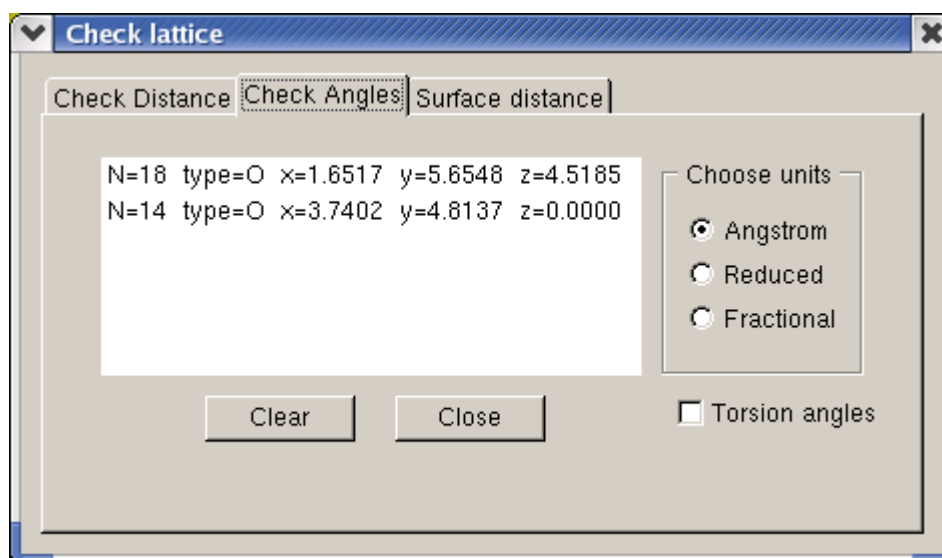 Check lattice
Check Distance Check Angles Surface distance
N=18 type=O x=1.6517 y=5.6548 z=4.5185
N=14 type=O x=3.7402 y=4.8137 z=0.0000
Choose units
Angstrom
Reduced
Fractional
Clear Close
Torsion angles